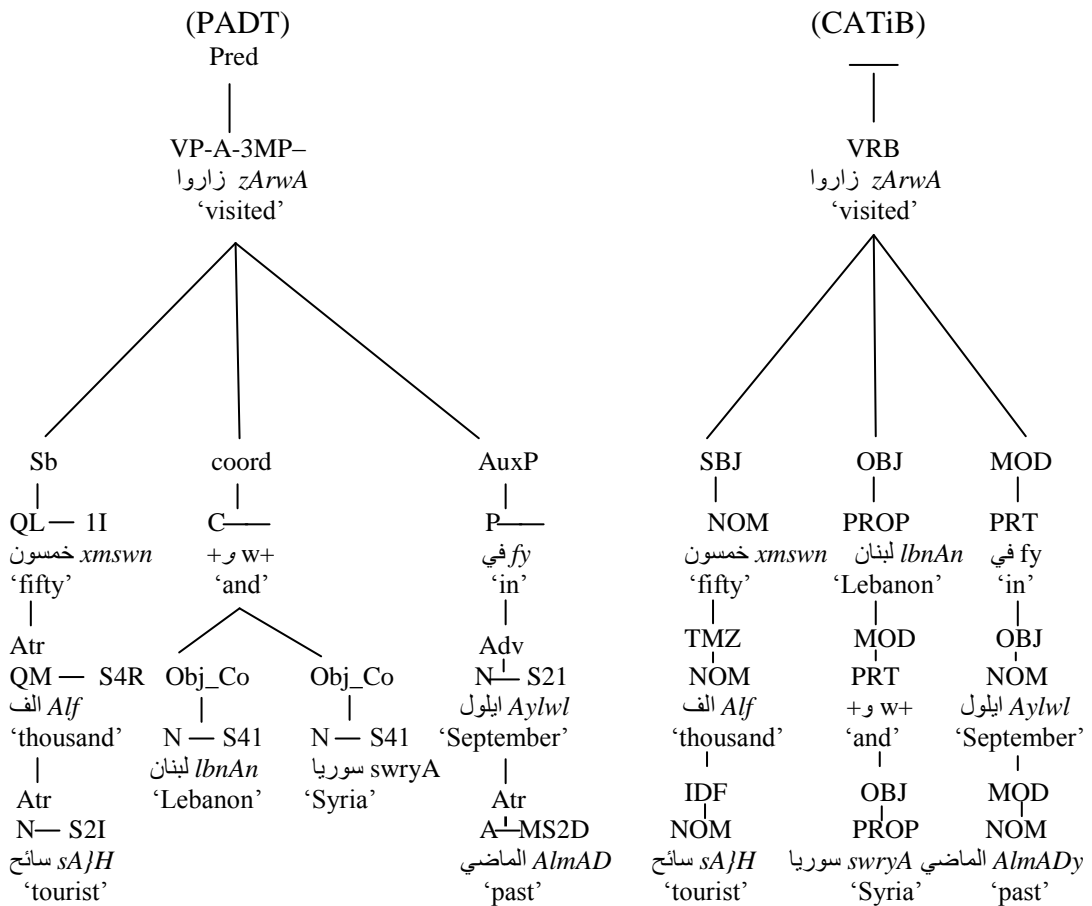 (PADT) (CATiB)
Pred
VP-A-3MP– VRB
زاروا zArwA زاروا zArwA
‘visited’ ‘visited’
Sb coord AuxP SBJ OBJ MOD
QL — 1I C—— P—— NOM PROP PRT
خمسون xmswn +و w+ في fy خمسون xmswn لبنان lbnAn في fy
‘fifty’ ‘and’ ‘in’ ‘fifty’ ‘Lebanon’ ‘in’
Atr Adv TMZ MOD OBJ
QM — S4R Obj_Co Obj_Co N — S21 NOM PRT NOM
الف Alf ايلول Aylwl الف Alf +و w+ ايلول Aylwl
‘thousand’ N — S41 N — S41 ‘September’ ‘thousand’ ‘and’ ‘September’
لبنان lbnAn سوريا swryA
Atr ‘Lebanon’ ‘Syria’ Atr IDF OBJ MOD
N — S2I A — MS2D NOM PROP NOM
سائح sA}H الماضي AlmAD سائح sA}H سوريا swryA الماضي AlmADy
‘tourist’ ‘past’ ‘tourist’ ‘Syria’ ‘past’